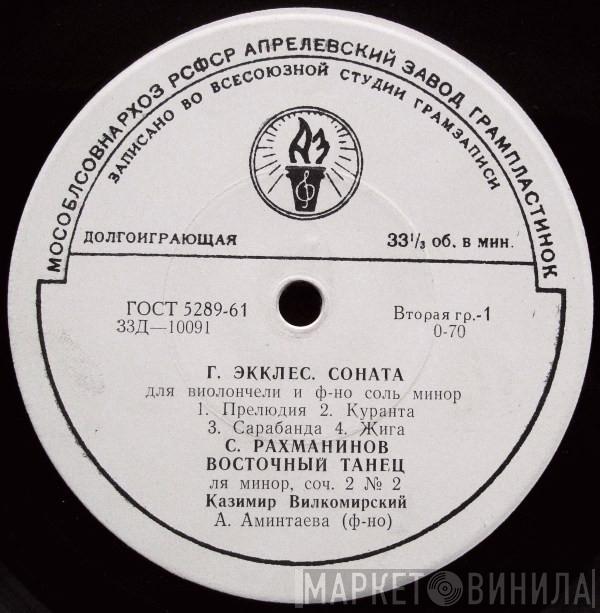 МОСОБЛСОВНАРХОЗ РСФСР АПРЕЛЕВСКИЙ ЗАВОД ГРАМПЛАСТИНОК
ЗАПИСАНО ВО ВСЕСОЮЗНОЙ СТУДИИ ГРАМЗАПИСИ
АЗ
ДОЛГОИГРАЮЩАЯ 33⅓ об. в мин.
ГОСТ 5289-61 Вторая гр.-1
33Д—10091 0-70
Г. ЭККЛЕС. СОНАТА
для виолончели и ф-но соль минор
1. Прелюдия 2. Куранта
3. Сарабанда 4. Жига
С. РАХМАНИНОВ
ВОСТОЧНЫЙ ТАНЕЦ
ля минор, соч. 2 № 2
Казимир Вилкомирский
А. Аминтаева (ф-но)
МАРКЕТ ВИНИЛА